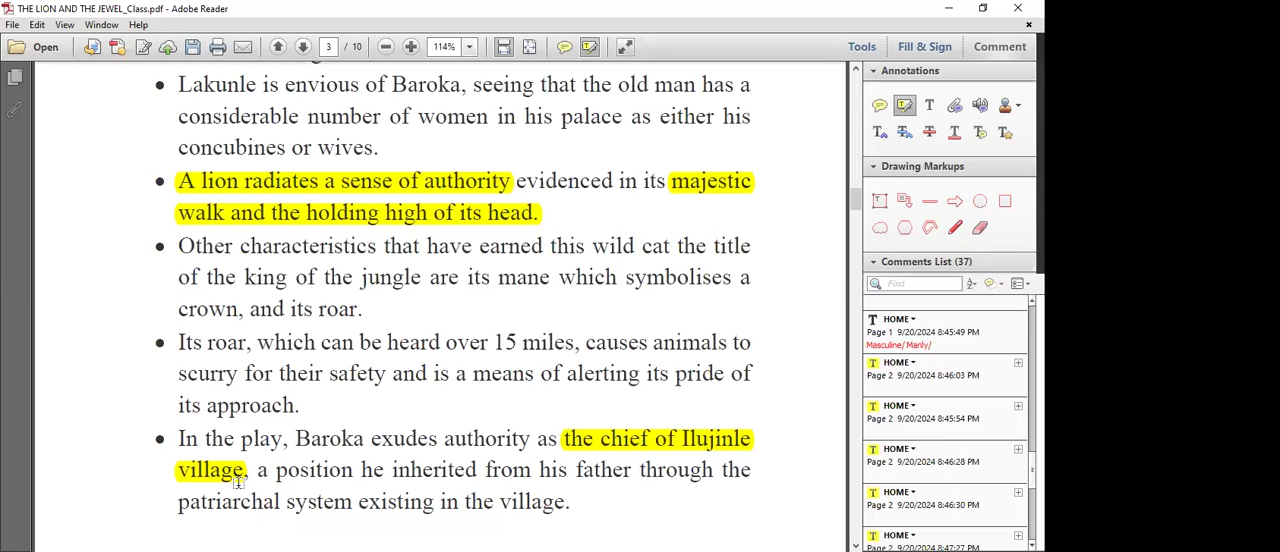 THE LION AND THE JEWEL_Class.pdf - Adobe Reader
File Edit View Window Help
Open 3 / 10 114% Tools Fill & Sign Comment
Lakunle is envious of Baroka, seeing that the old man has a
considerable number of women in his palace as either his
concubines or wives.
A lion radiates a sense of authority evidenced in its majestic
walk and the holding high of its head.
Other characteristics that have earned this wild cat the title
of the king of the jungle are its mane which symbolises a
crown, and its roar.
Its roar, which can be heard over 15 miles, causes animals to
scurry for their safety and is a means of alerting its pride of
its approach.
In the play, Baroka exudes authority as the chief of Ilujinle
village, a position he inherited from his father through the
patriarchal system existing in the village.
Annotations
Drawing Markups
Comments List (37)
Find
HOME
Page 1 9/20/2024 8:45:49 PM
Masculine/ Manly/
HOME
Page 2 9/20/2024 8:46:03 PM
HOME
Page 2 9/20/2024 8:45:54 PM
HOME
Page 2 9/20/2024 8:46:28 PM
HOME
Page 2 9/20/2024 8:46:30 PM
HOME
Page 2 9/20/2024 8:47:27 PM